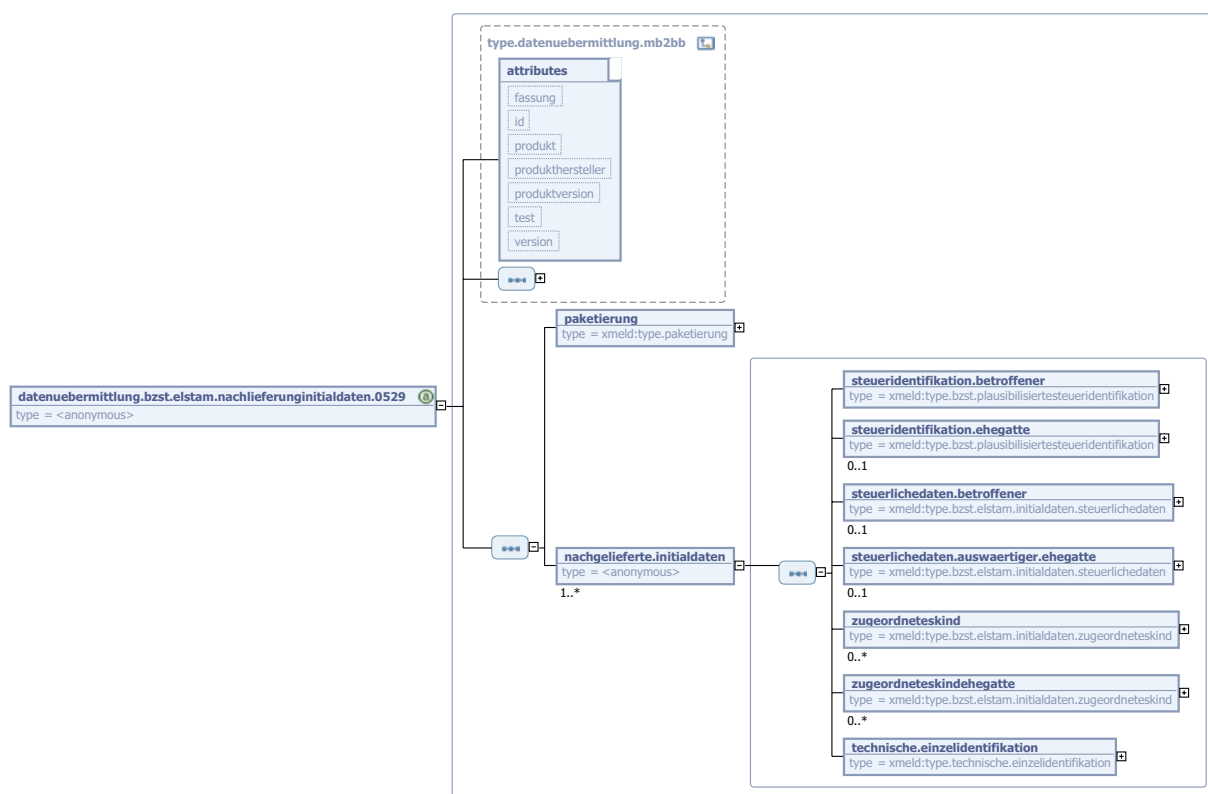 type.datenuebermittlung.mb2bb
attributes
fassung
id
produkt
produkthersteller
produktversion
test
version
paketierung
type = xmeld:type.paketierung
datenuebermittlung.bzst.elstam.nachlieferunginitialdaten.0529
type = <anonymous>
nachgelieferte.initialdaten
type = <anonymous>
1..*
steueridentifikation.betroffener
type = xmeld:type.bzst.plausibilisiertesteueridentifikation
steueridentifikation.ehegatte
type = xmeld:type.bzst.plausibilisiertesteueridentifikation
0..1
steuerlichedaten.betroffener
type = xmeld:type.bzst.elstam.initialdaten.steuerlichedaten
0..1
steuerlichedaten.auswaertiger.ehegatte
type = xmeld:type.bzst.elstam.initialdaten.steuerlichedaten
0..1
zugeordneteskind
type = xmeld:type.bzst.elstam.initialdaten.zugeordneteskind
0..*
zugeordneteskindehegatte
type = xmeld:type.bzst.elstam.initialdaten.zugeordneteskind
0..*
technische.einzelidentifikation
type = xmeld:type.technische.einzelidentifikation